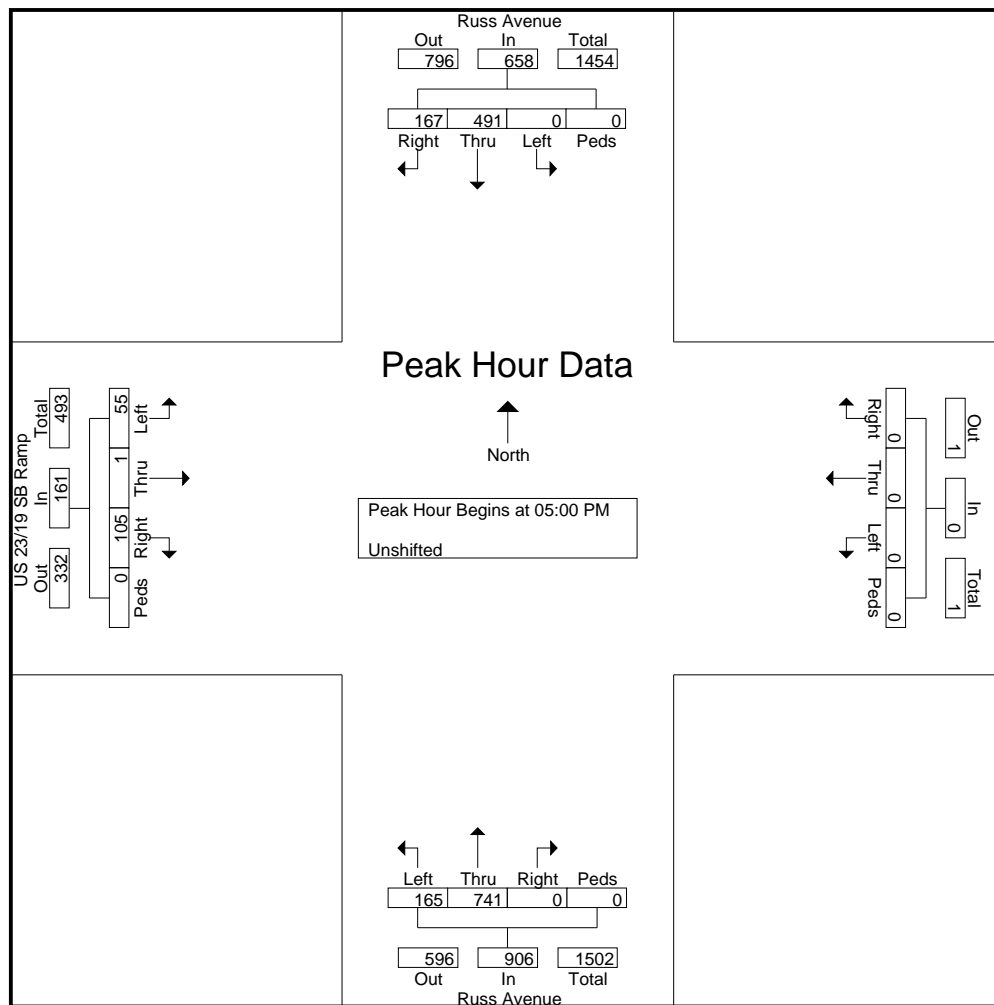 Russ Avenue
Out In Total
796 658 1454
167 491 0 0
Right Thru Left Peds
Peak Hour Data
North
Peak Hour Begins at 05:00 PM
Unshifted
US 23/19 SB Ramp
Out In Total
332 161 493
0 105 1 55
Peds Right Thru Left
Out In Total
1 0 1
Right Thru Left Peds
0 0 0 0
Left Thru Right Peds
165 741 0 0
596 906 1502
Out In Total
Russ Avenue